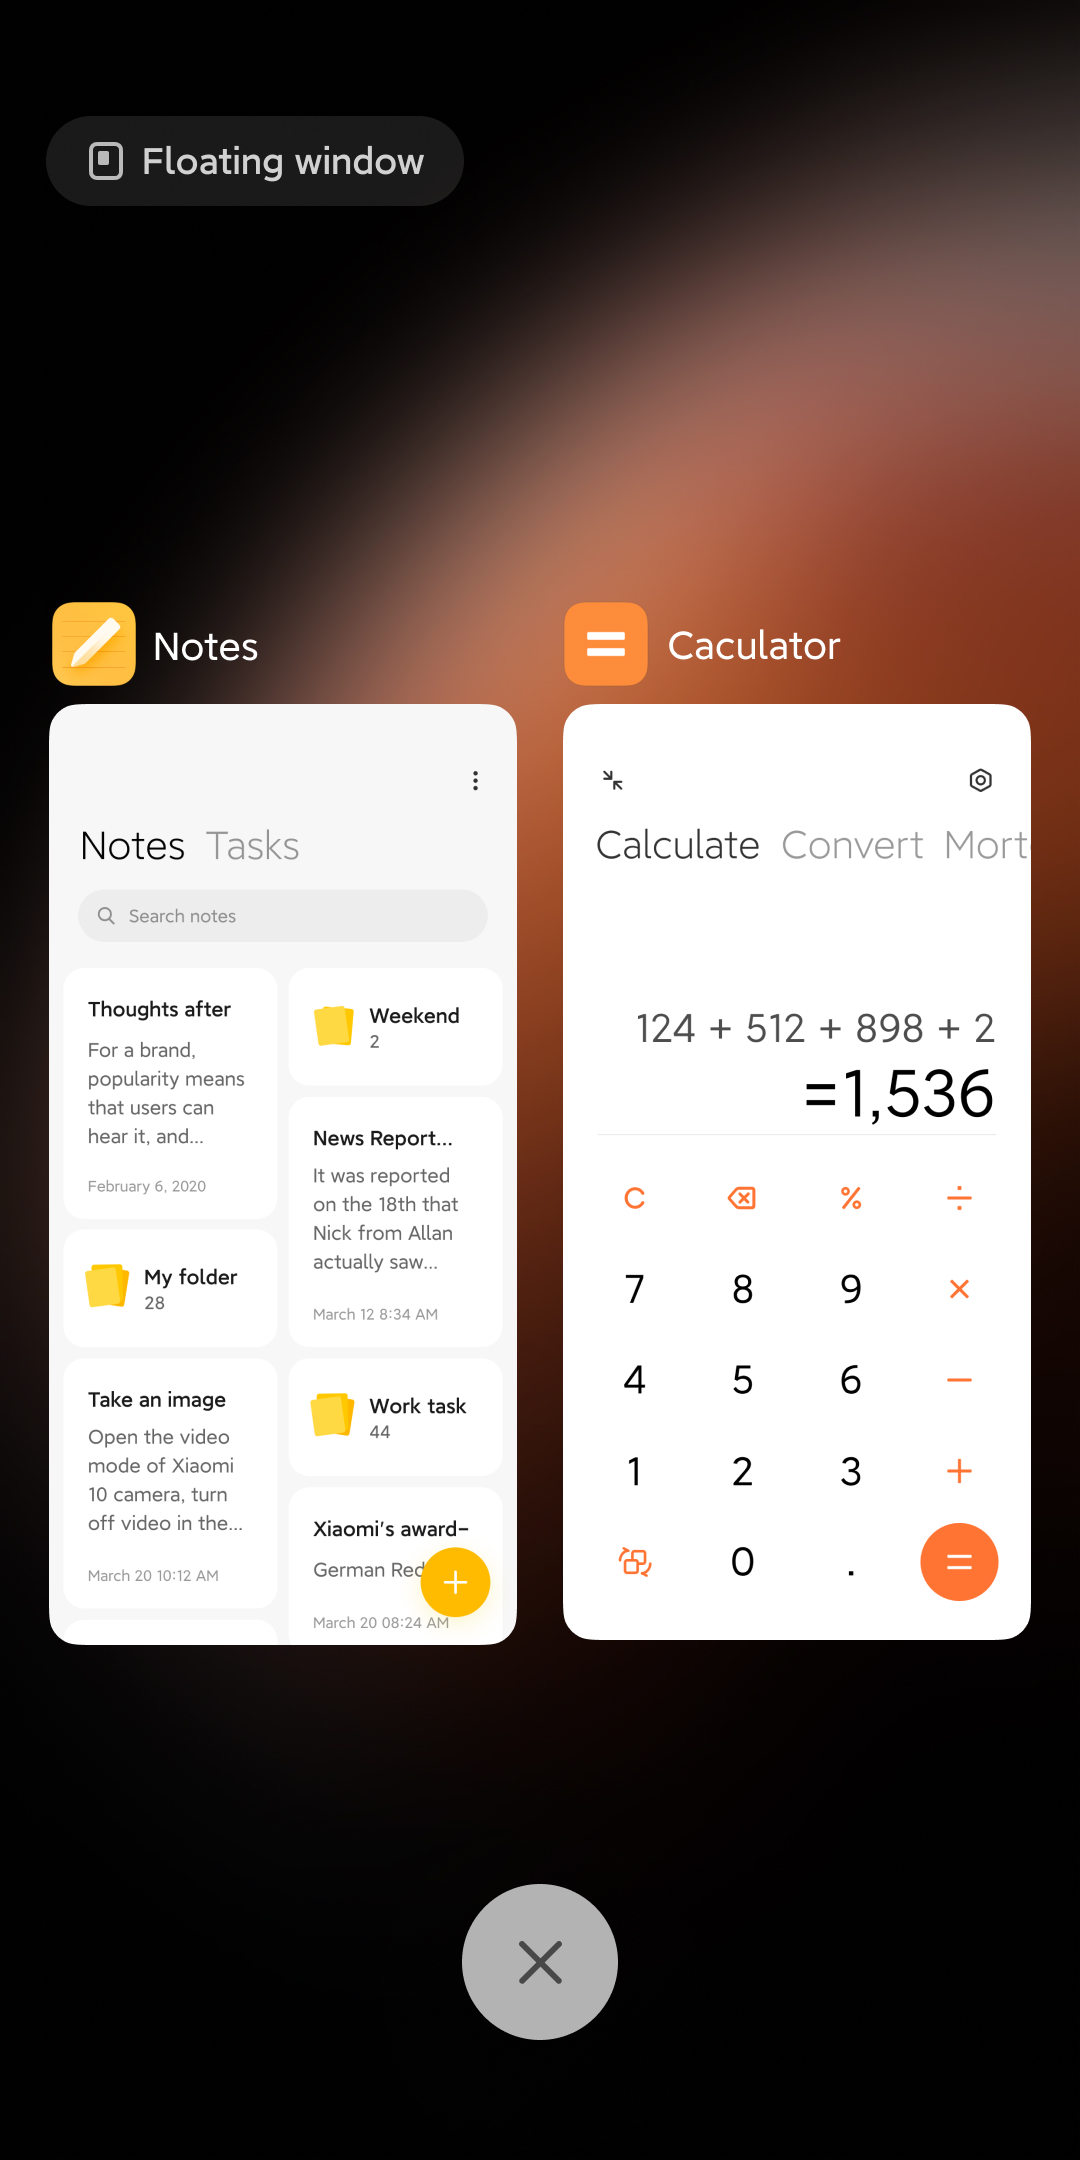 Floating window
Notes
Notes Tasks
Search notes
Thoughts after
For a brand,
popularity means
that users can
hear it, and...
February 6, 2020
My folder
28
Take an image
Open the video
mode of Xiaomi
10 camera, turn
off video in the...
March 20 10:12 AM
Weekend
2
News Report...
It was reported
on the 18th that
Nick from Allan
actually saw...
March 12 8:34 AM
Work task
44
Xiaomi's award-
German Red
March 20 08:24 AM
+
Caculator
Calculate Convert Mort
124 + 512 + 898 + 2
=1,536
C % ÷
7 8 9 ×
4 5 6 −
1 2 3 +
0 . =